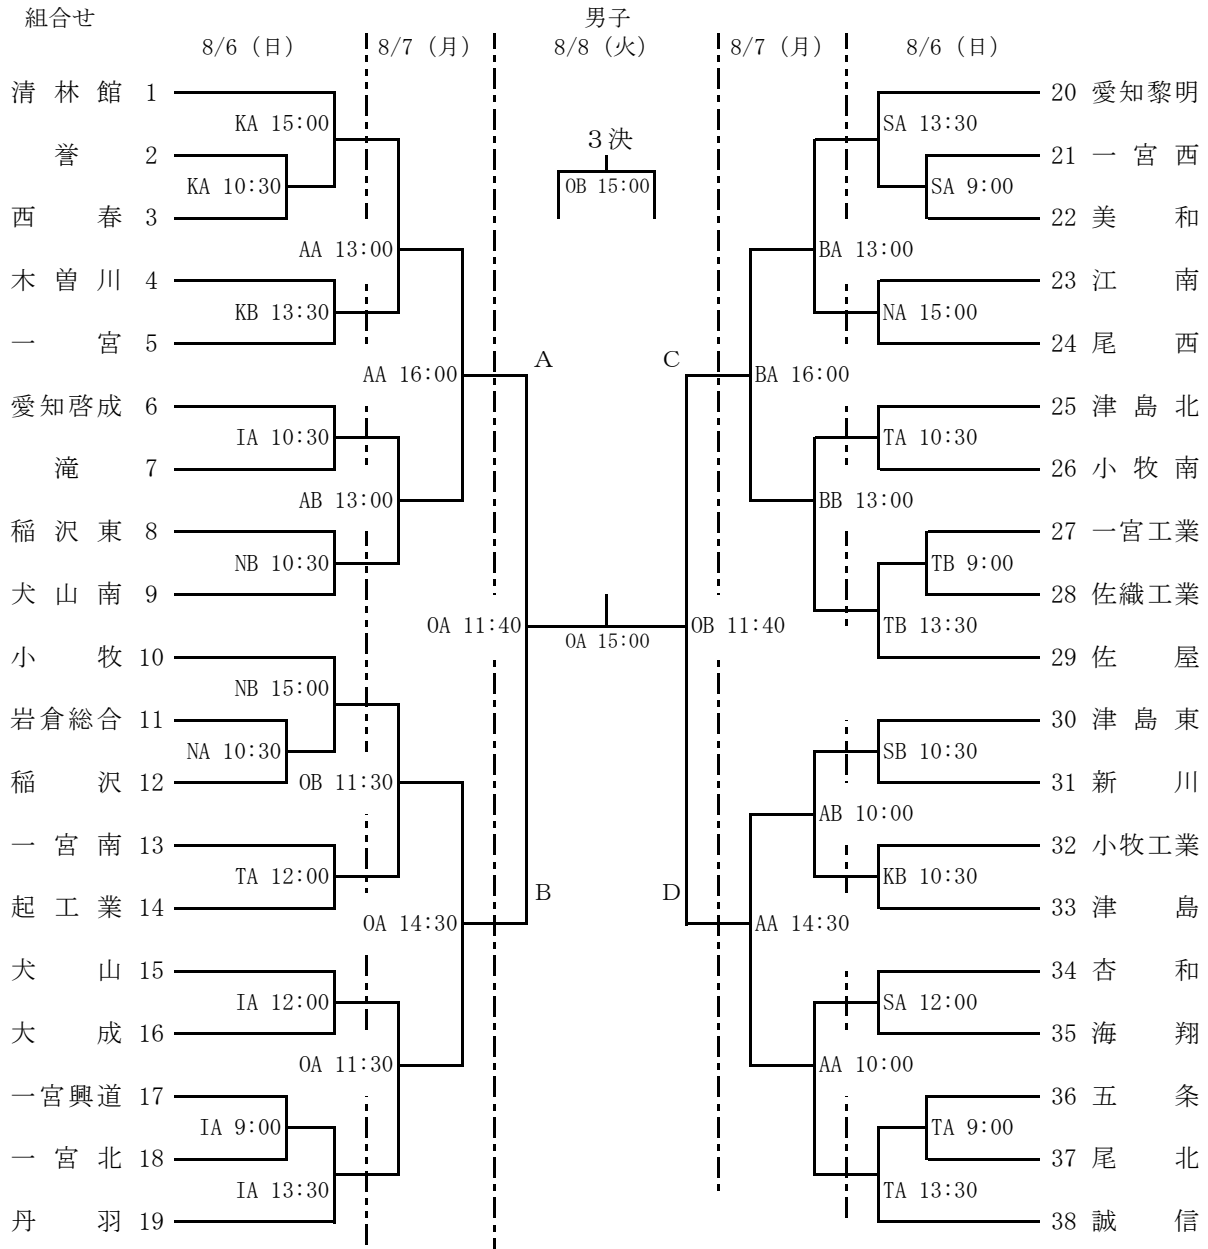 組合せ 男子
8/6 (日) 8/7 (月) 8/8 (火) 8/7 (月) 8/6 (日)
清林館 1 20 愛知黎明
KA 15:00 3決 SA 13:30
誉 2 21 一宮西
KA 10:30 OB 15:00 SA 9:00
西春 3 22 美和
AA 13:00 BA 13:00
木曽川 4 23 江南
KB 13:30 NA 15:00
一宮 5 24 尾西
A C
AA 16:00 BA 16:00
愛知啓成 6 25 津島北
IA 10:30 TA 10:30
滝 7 26 小牧南
AB 13:00 BB 13:00
稲沢東 8 27 一宮工業
NB 10:30 TB 9:00
犬山南 9 28 佐織工業
OA 11:40 OA 15:00 OB 11:40 TB 13:30
小牧 10 29 佐屋
NB 15:00
岩倉総合 11 30 津島東
NA 10:30 SB 10:30
稲沢 12 OB 11:30 31 新川
AB 10:00
一宮南 13 32 小牧工業
TA 12:00 KB 10:30
B D
起工業 14 33 津島
OA 14:30 AA 14:30
犬山 15 34 杏和
IA 12:00 SA 12:00
大成 16 35 海翔
OA 11:30 AA 10:00
一宮興道 17 36 五条
IA 9:00 TA 9:00
一宮北 18 37 尾北
IA 13:30 TA 13:30
丹羽 19 38 誠信